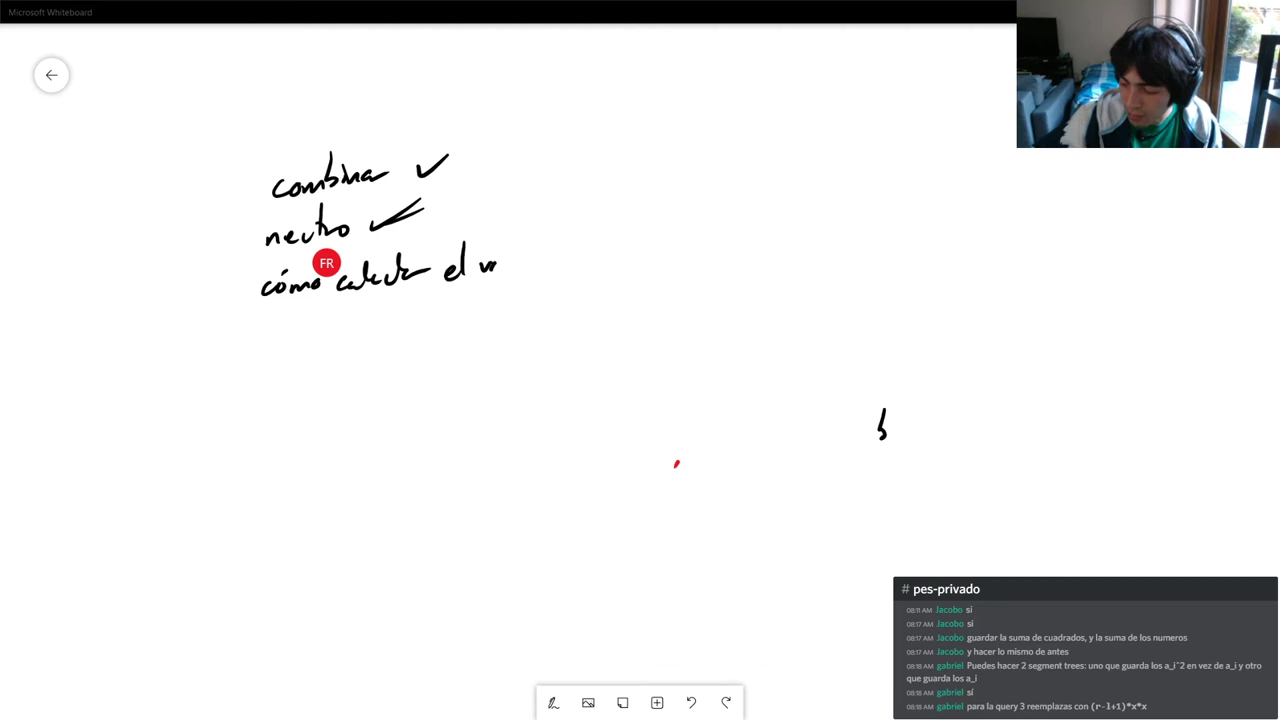 Microsoft Whiteboard
combinar ✓
neutro ✓
FR
cómo calcular el
# pes-privado
08:11 AM Jacobo si
08:17 AM Jacobo si
08:17 AM Jacobo guardar la suma de cuadrados, y la suma de los numeros
08:17 AM Jacobo y hacer lo mismo de antes
08:18 AM gabriel Puedes hacer 2 segment trees: uno que guarda los a_i^2 en vez de a_i y otro
que guarda los a_i
08:18 AM gabriel sí
08:18 AM gabriel para la query 3 reemplazas con (r-l+1)*x*x